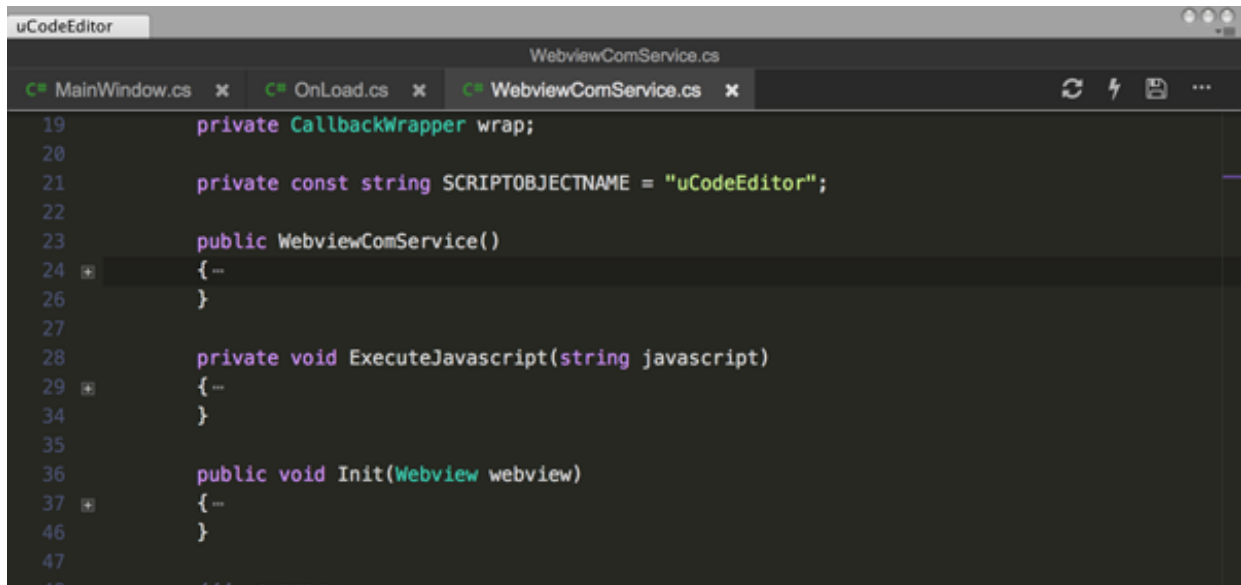 uCodeEditor
WebviewComService.cs
C# MainWindow.cs × C# OnLoad.cs × C# WebviewComService.cs × ...
19 private CallbackWrapper wrap;
20
21 private const string SCRIPTOBJECTNAME = "uCodeEditor";
22
23 public WebviewComService()
24 + { ...
26 }
27
28 private void ExecuteJavascript(string javascript)
29 + { ...
34 }
35
36 public void Init(Webview webview)
37 + { ...
46 }
47